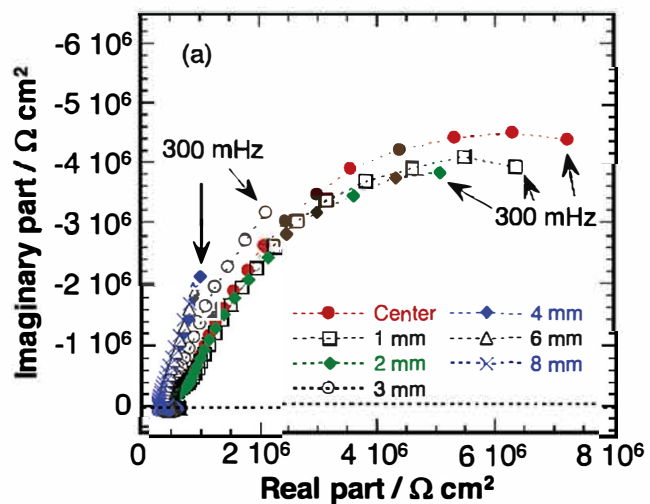 (a)
-6 10⁶
-5 10⁶
-4 10⁶
-3 10⁶
-2 10⁶
-1 10⁶
0
Imaginary part / Ω cm²
300 mHz
300 mHz
Center
1 mm
2 mm
3 mm
4 mm
6 mm
8 mm
0
2 10⁶
4 10⁶
6 10⁶
8 10⁶
Real part / Ω cm²